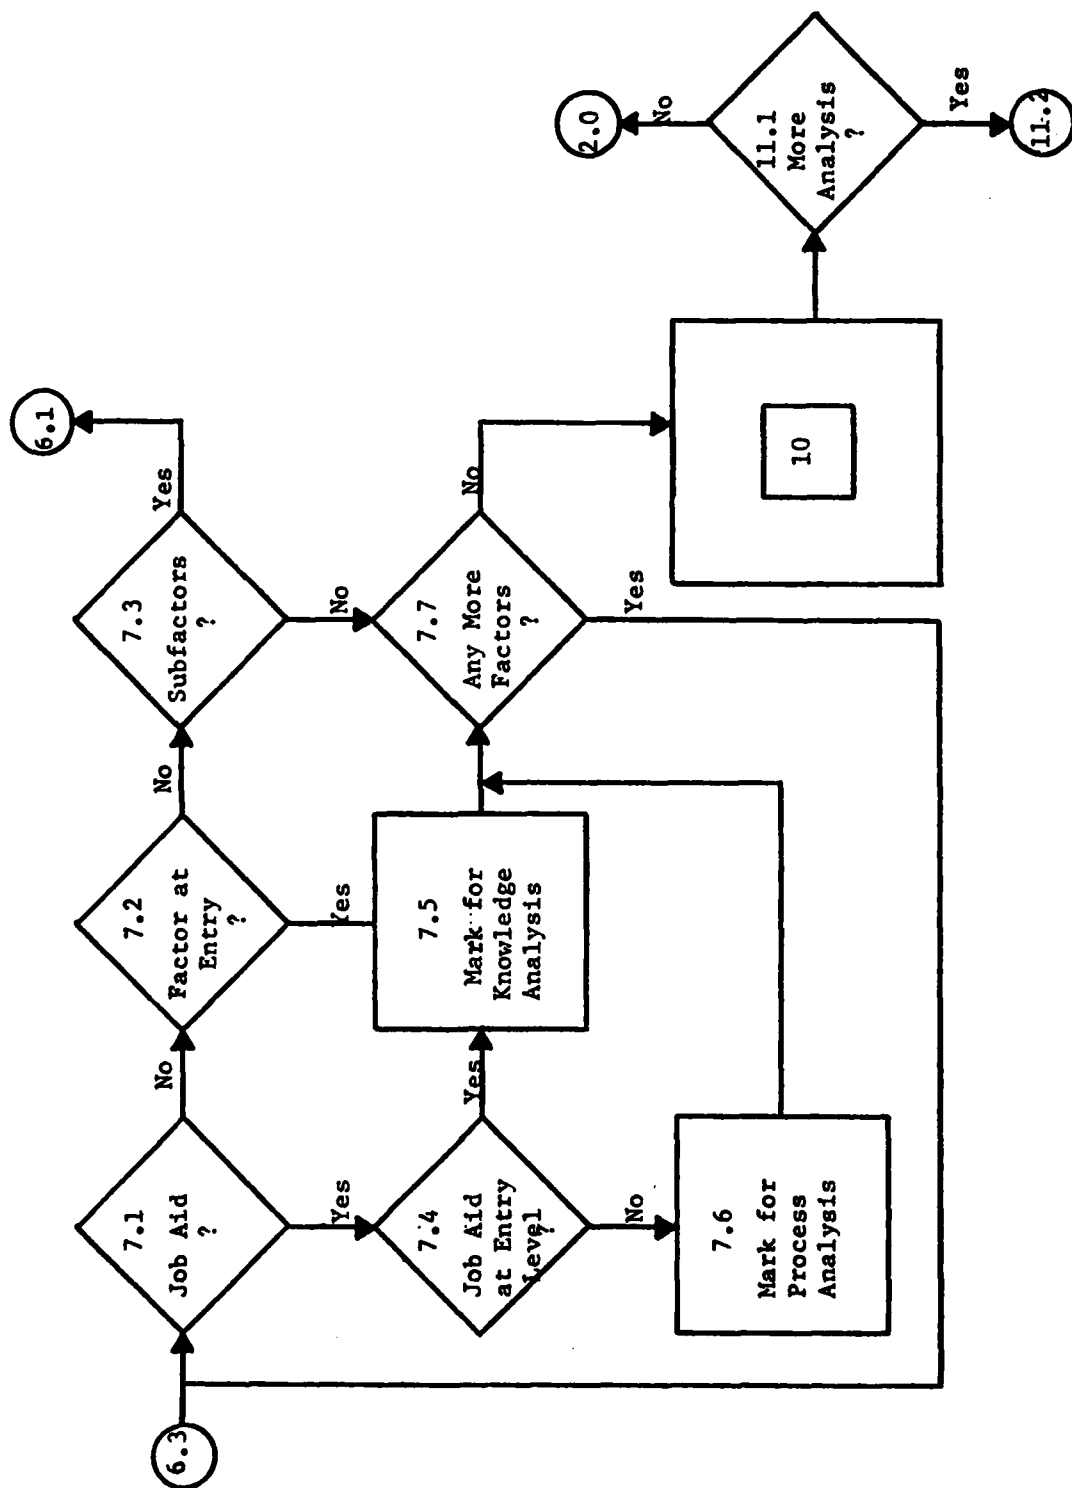 6.3
7.1
Job Aid
?
No
Yes
7.2
Factor at
Entry
?
No
Yes
7.3
Subfactors
?
Yes
6.1
No
7.4
Job Aid
at Entry
Level?
Yes
No
7.5
Mark for
Knowledge
Analysis
7.6
Mark for
Process
Analysis
7.7
Any More
Factors
?
No
Yes
10
11.1
More
Analysis
?
No
2.0
Yes
11.2